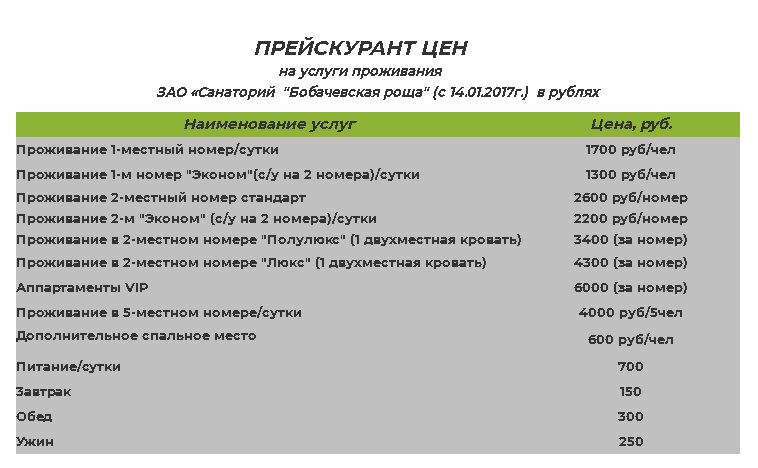 ПРЕЙСКУРАНТ ЦЕН
на услуги проживания
ЗАО «Санаторий "Бобачевская роща" (с 14.01.2017г.) в рублях
Наименование услуг Цена, руб.
Проживание 1-местный номер/сутки 1700 руб/чел
Проживание 1-м номер "Эконом"(с/у на 2 номера)/сутки 1300 руб/чел
Проживание 2-местный номер стандарт 2600 руб/номер
Проживание 2-м "Эконом" (с/у на 2 номера)/сутки 2200 руб/номер
Проживание в 2-местном номере "Полулюкс" (1 двухместная кровать) 3400 (за номер)
Проживание в 2-местном номере "Люкс" (1 двухместная кровать) 4300 (за номер)
Аппартаменты VIP 6000 (за номер)
Проживание в 5-местном номере/сутки 4000 руб/5чел
Дополнительное спальное место 600 руб/чел
Питание/сутки 700
Завтрак 150
Обед 300
Ужин 250